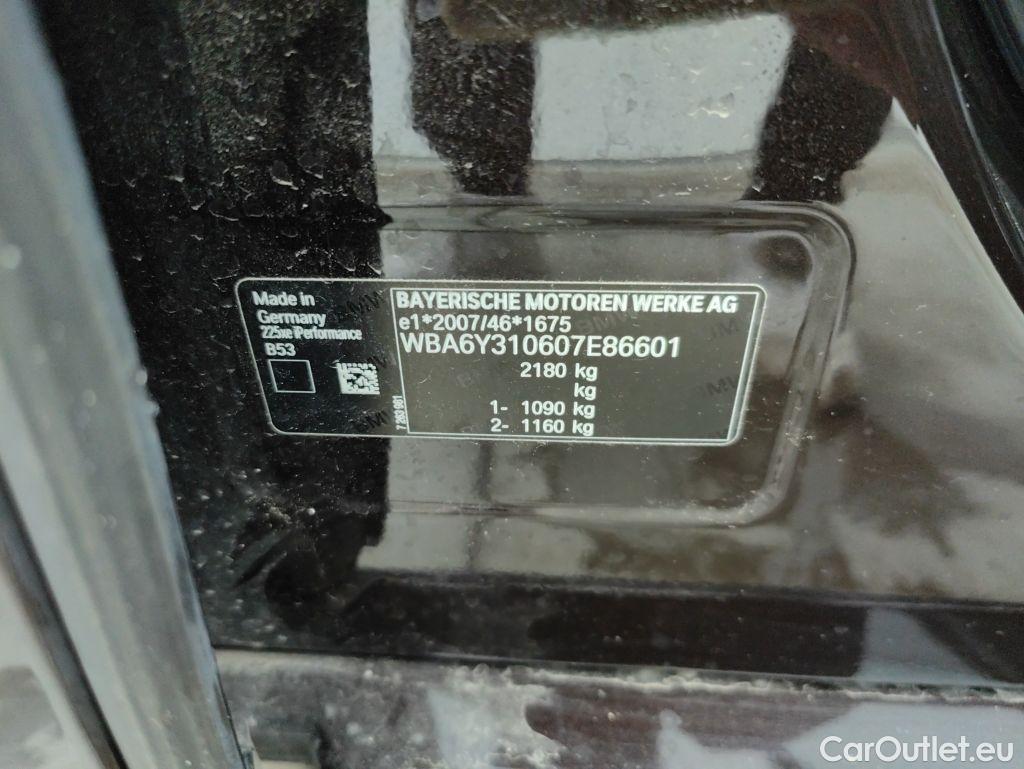 Made in
Germany
225xe iPerformance
B53
BAYERISCHE MOTOREN WERKE AG
e1*2007/46*1675
WBA6Y310607E86601
2180 kg
kg
1- 1090 kg
2- 1160 kg
CarOutlet.eu